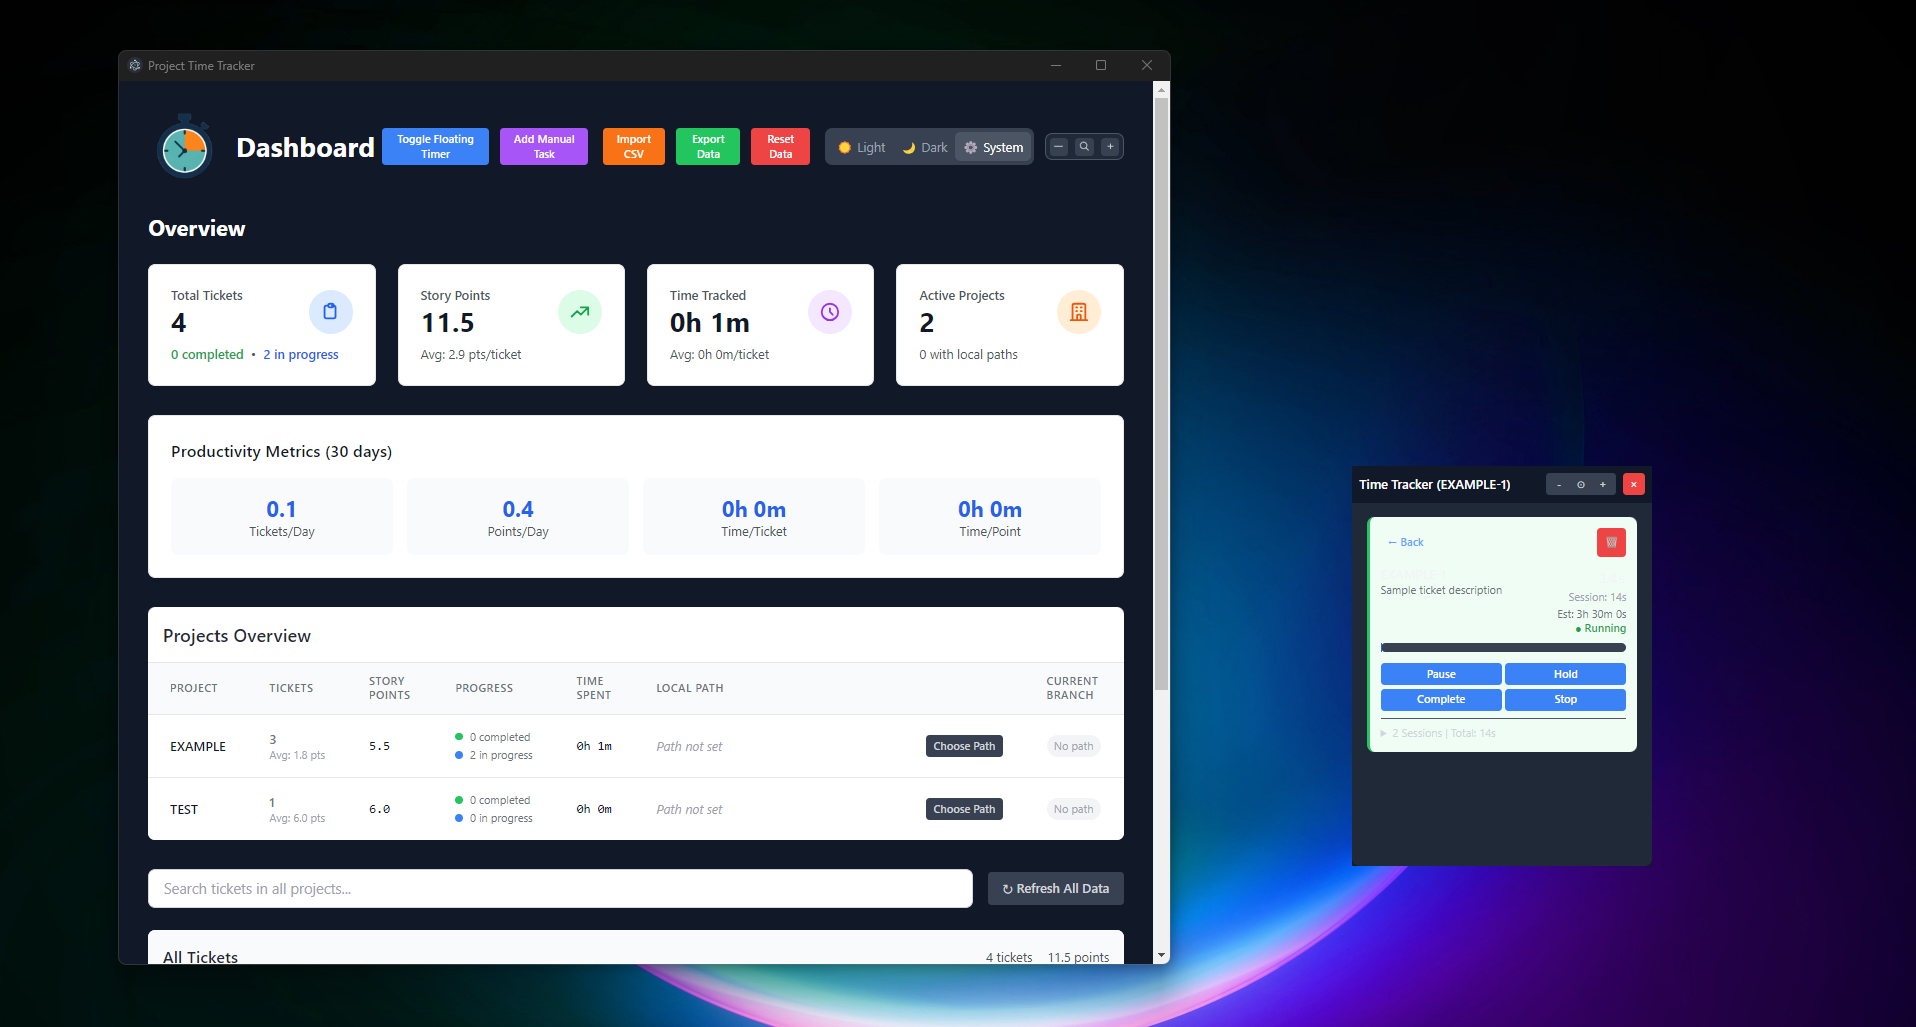 Project Time Tracker
Dashboard
Toggle Floating
Timer
Add Manual
Task
Import
CSV
Export
Data
Reset
Data
Light
Dark
System
Overview
Total Tickets
4
0 completed • 2 in progress
Story Points
11.5
Avg: 2.9 pts/ticket
Time Tracked
0h 1m
Avg: 0h 0m/ticket
Active Projects
2
0 with local paths
Productivity Metrics (30 days)
0.1
Tickets/Day
0.4
Points/Day
0h 0m
Time/Ticket
0h 0m
Time/Point
Projects Overview
PROJECT
TICKETS
STORY
POINTS
PROGRESS
TIME
SPENT
LOCAL PATH
CURRENT
BRANCH
EXAMPLE
3
Avg: 1.8 pts
5.5
0 completed
2 in progress
0h 1m
Path not set
Choose Path
No path
TEST
1
Avg: 6.0 pts
6.0
0 completed
0 in progress
0h 0m
Path not set
Choose Path
No path
Search tickets in all projects...
↻ Refresh All Data
All Tickets
4 tickets
11.5 points
Time Tracker (EXAMPLE-1)
← Back
EXAMPLE-1
Sample ticket description
14s
Session: 14s
Est: 3h 30m 0s
● Running
Pause
Hold
Complete
Stop
▶ 2 Sessions | Total: 14s